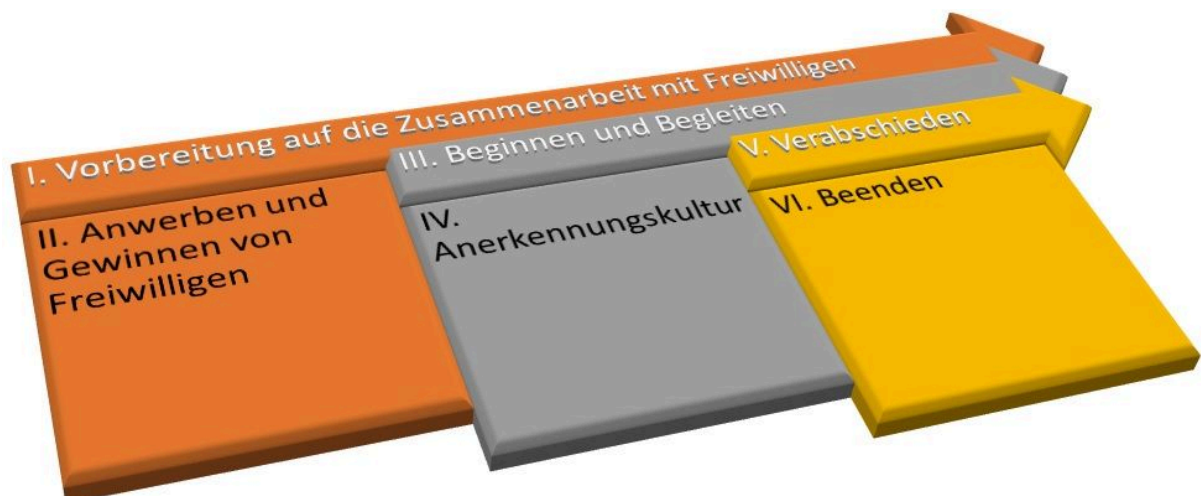 I. Vorbereitung auf die Zusammenarbeit mit Freiwilligen
II. Anwerben und
Gewinnen von
Freiwilligen
III. Beginnen und Begleiten
IV.
Anerkennungskultur
V. Verabschieden
VI. Beenden